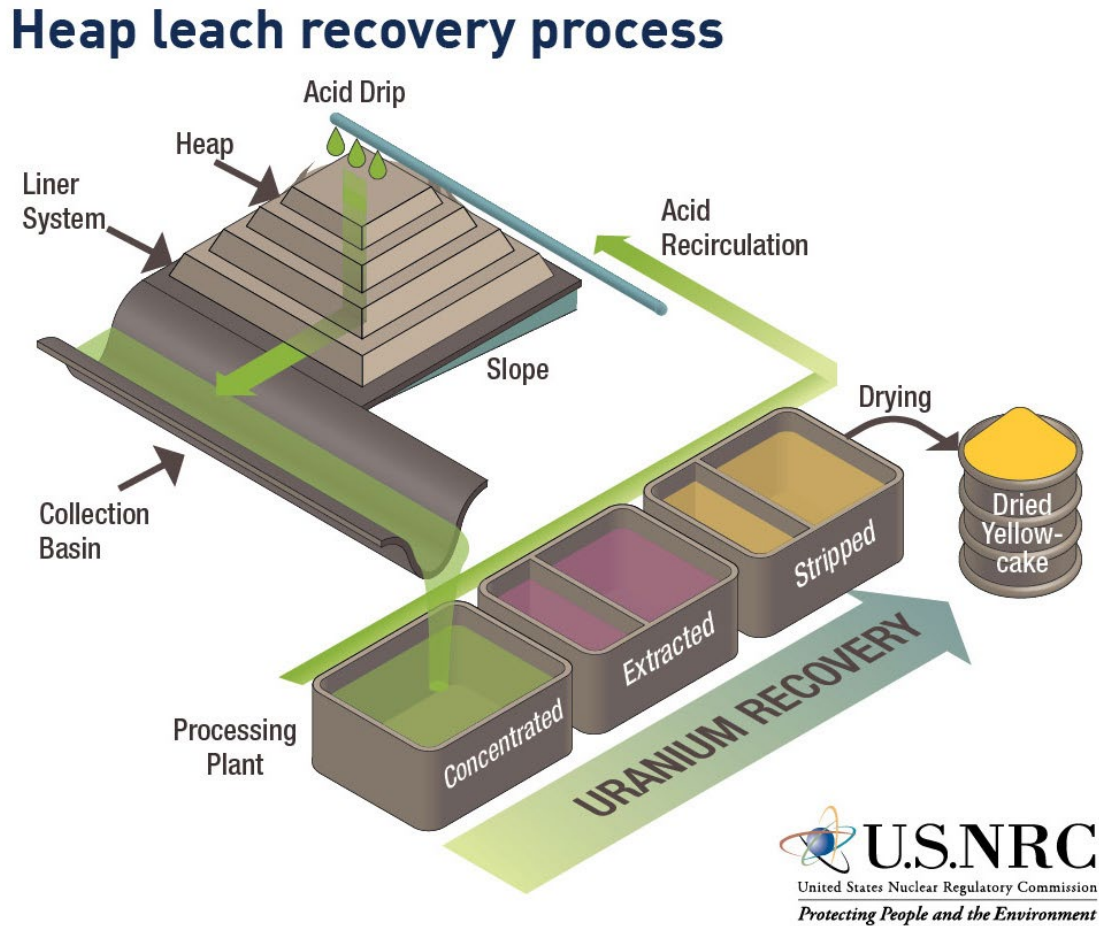 Heap leach recovery process
Acid Drip
Heap
Liner
System
Acid
Recirculation
Slope
Drying
Collection
Basin
Dried
Yellow-
cake
Stripped
Extracted
Concentrated
Processing
Plant
URANIUM RECOVERY
U.S.NRC
United States Nuclear Regulatory Commission
Protecting People and the Environment